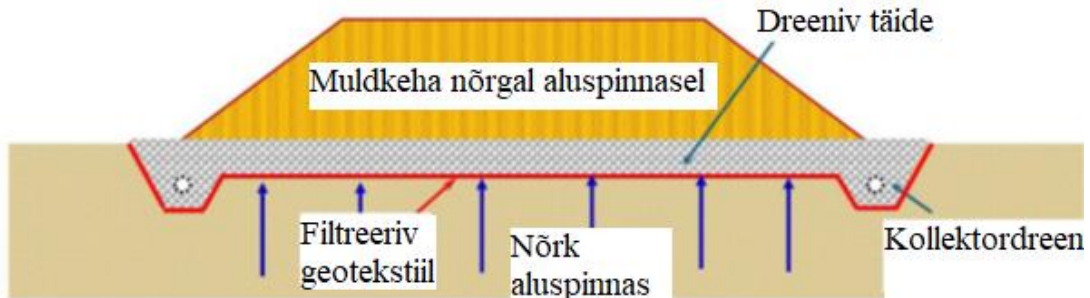 Dreeniv täide
Muldkeha nõrgal aluspinnasel
Filtreeriv
geotekstiil
Nõrk
aluspinnas
Kollektordreen